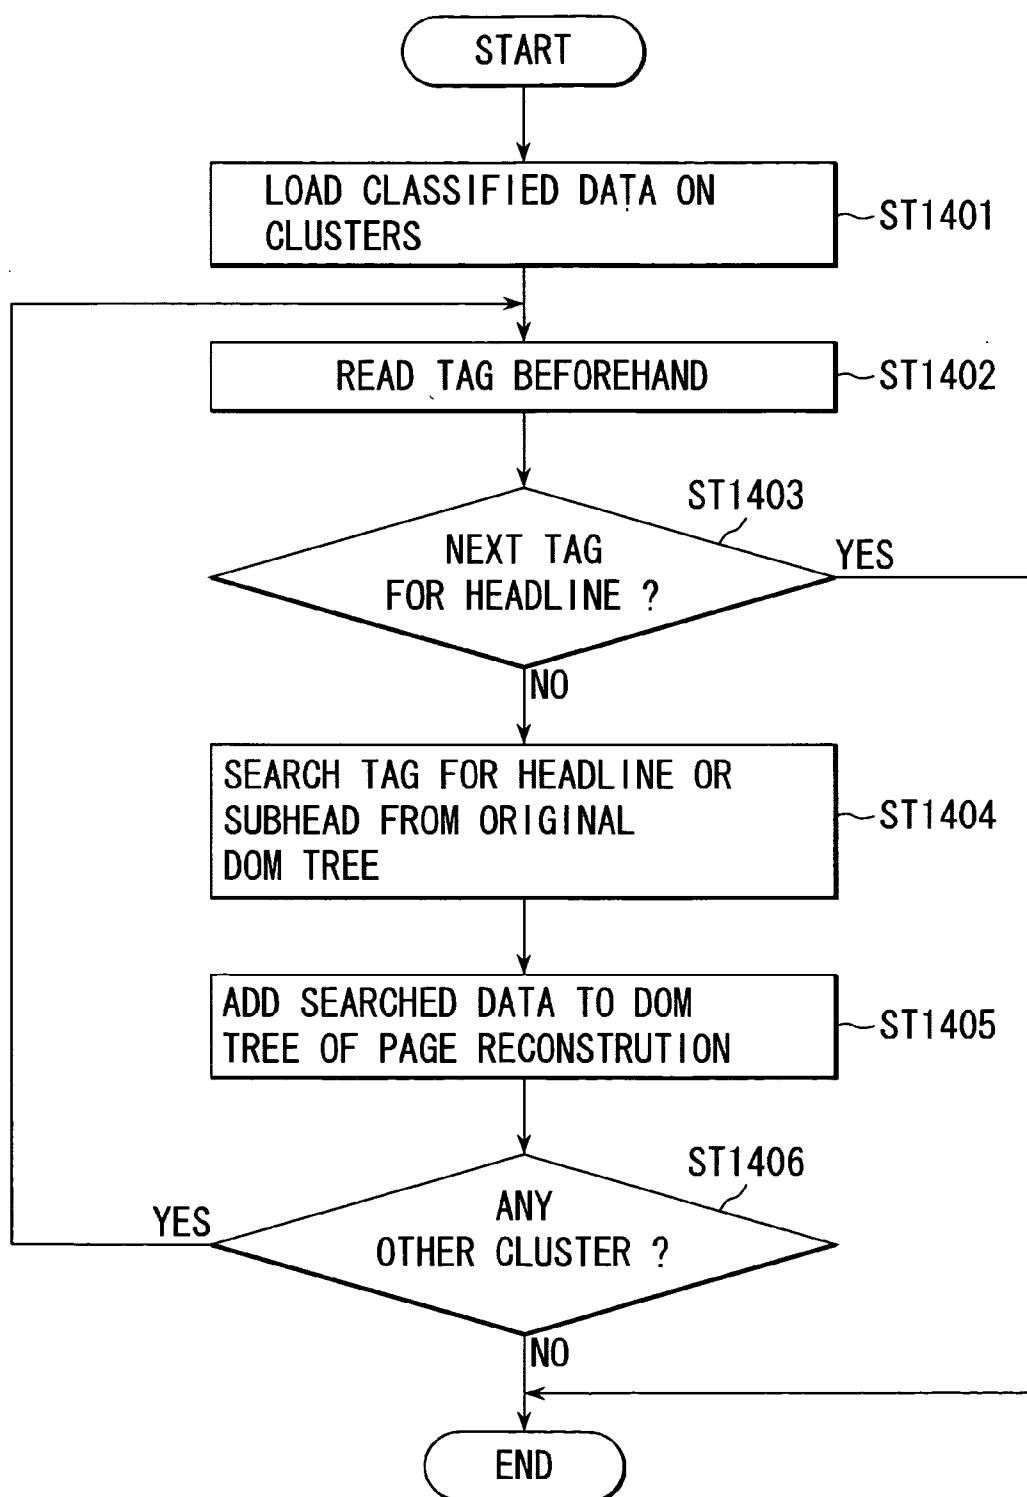 START
LOAD CLASSIFIED DATA ON
CLUSTERS
ST1401
READ TAG BEFOREHAND
ST1402
ST1403
NEXT TAG
FOR HEADLINE ?
YES
NO
SEARCH TAG FOR HEADLINE OR
SUBHEAD FROM ORIGINAL
DOM TREE
ST1404
ADD SEARCHED DATA TO DOM
TREE OF PAGE RECONSTRUTION
ST1405
ST1406
ANY
OTHER CLUSTER ?
YES
NO
END